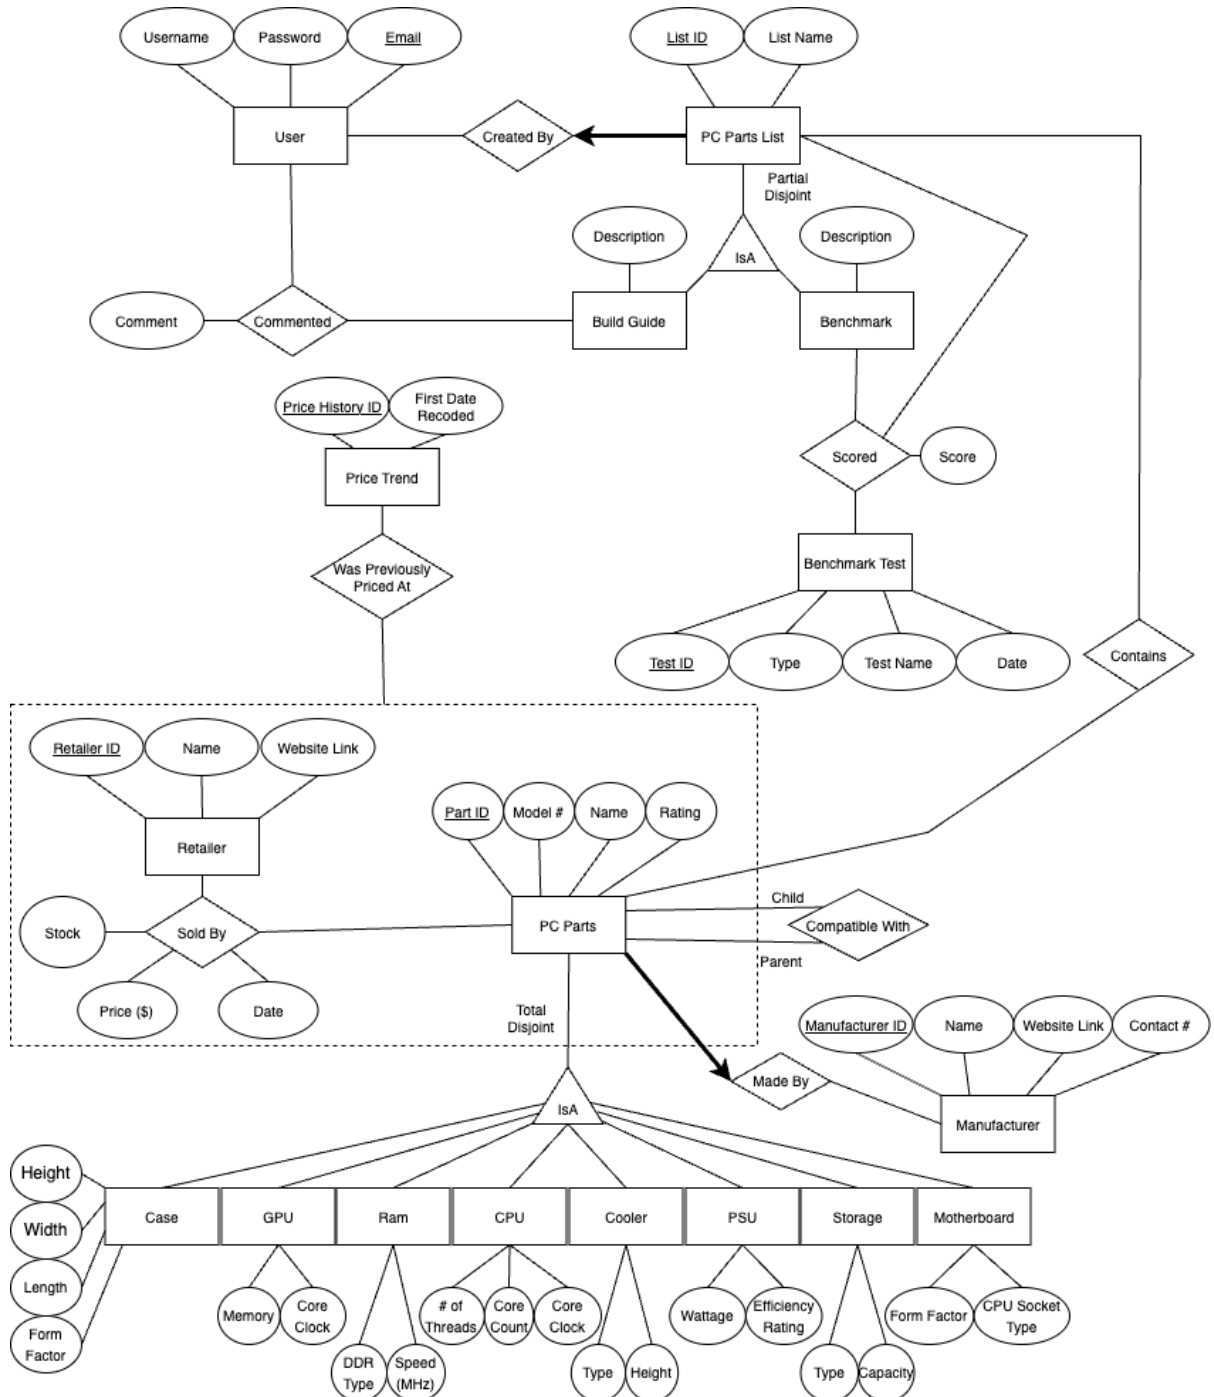 Username
Password
Email
List ID
List Name
User
Created By
PC Parts List
Partial
Disjoint
Description
IsA
Description
Comment
Commented
Build Guide
Benchmark
Price History ID
First Date
Recoded
Price Trend
Scored
Score
Was Previously
Priced At
Benchmark Test
Test ID
Type
Test Name
Date
Contains
Retailer ID
Name
Website Link
Part ID
Model #
Name
Rating
Retailer
Stock
Sold By
PC Parts
Child
Compatible With
Parent
Price ($)
Date
Total
Disjoint
Manufacturer ID
Name
Website Link
Contact #
Made By
IsA
Manufacturer
Height
Width
Length
Form
Factor
Case
GPU
Ram
CPU
Cooler
PSU
Storage
Motherboard
Memory
Core
Clock
# of
Threads
Core
Count
Core
Clock
Wattage
Efficiency
Rating
Form Factor
CPU Socket
Type
DDR
Type
Speed
(MHz)
Type
Height
Type
Capacity